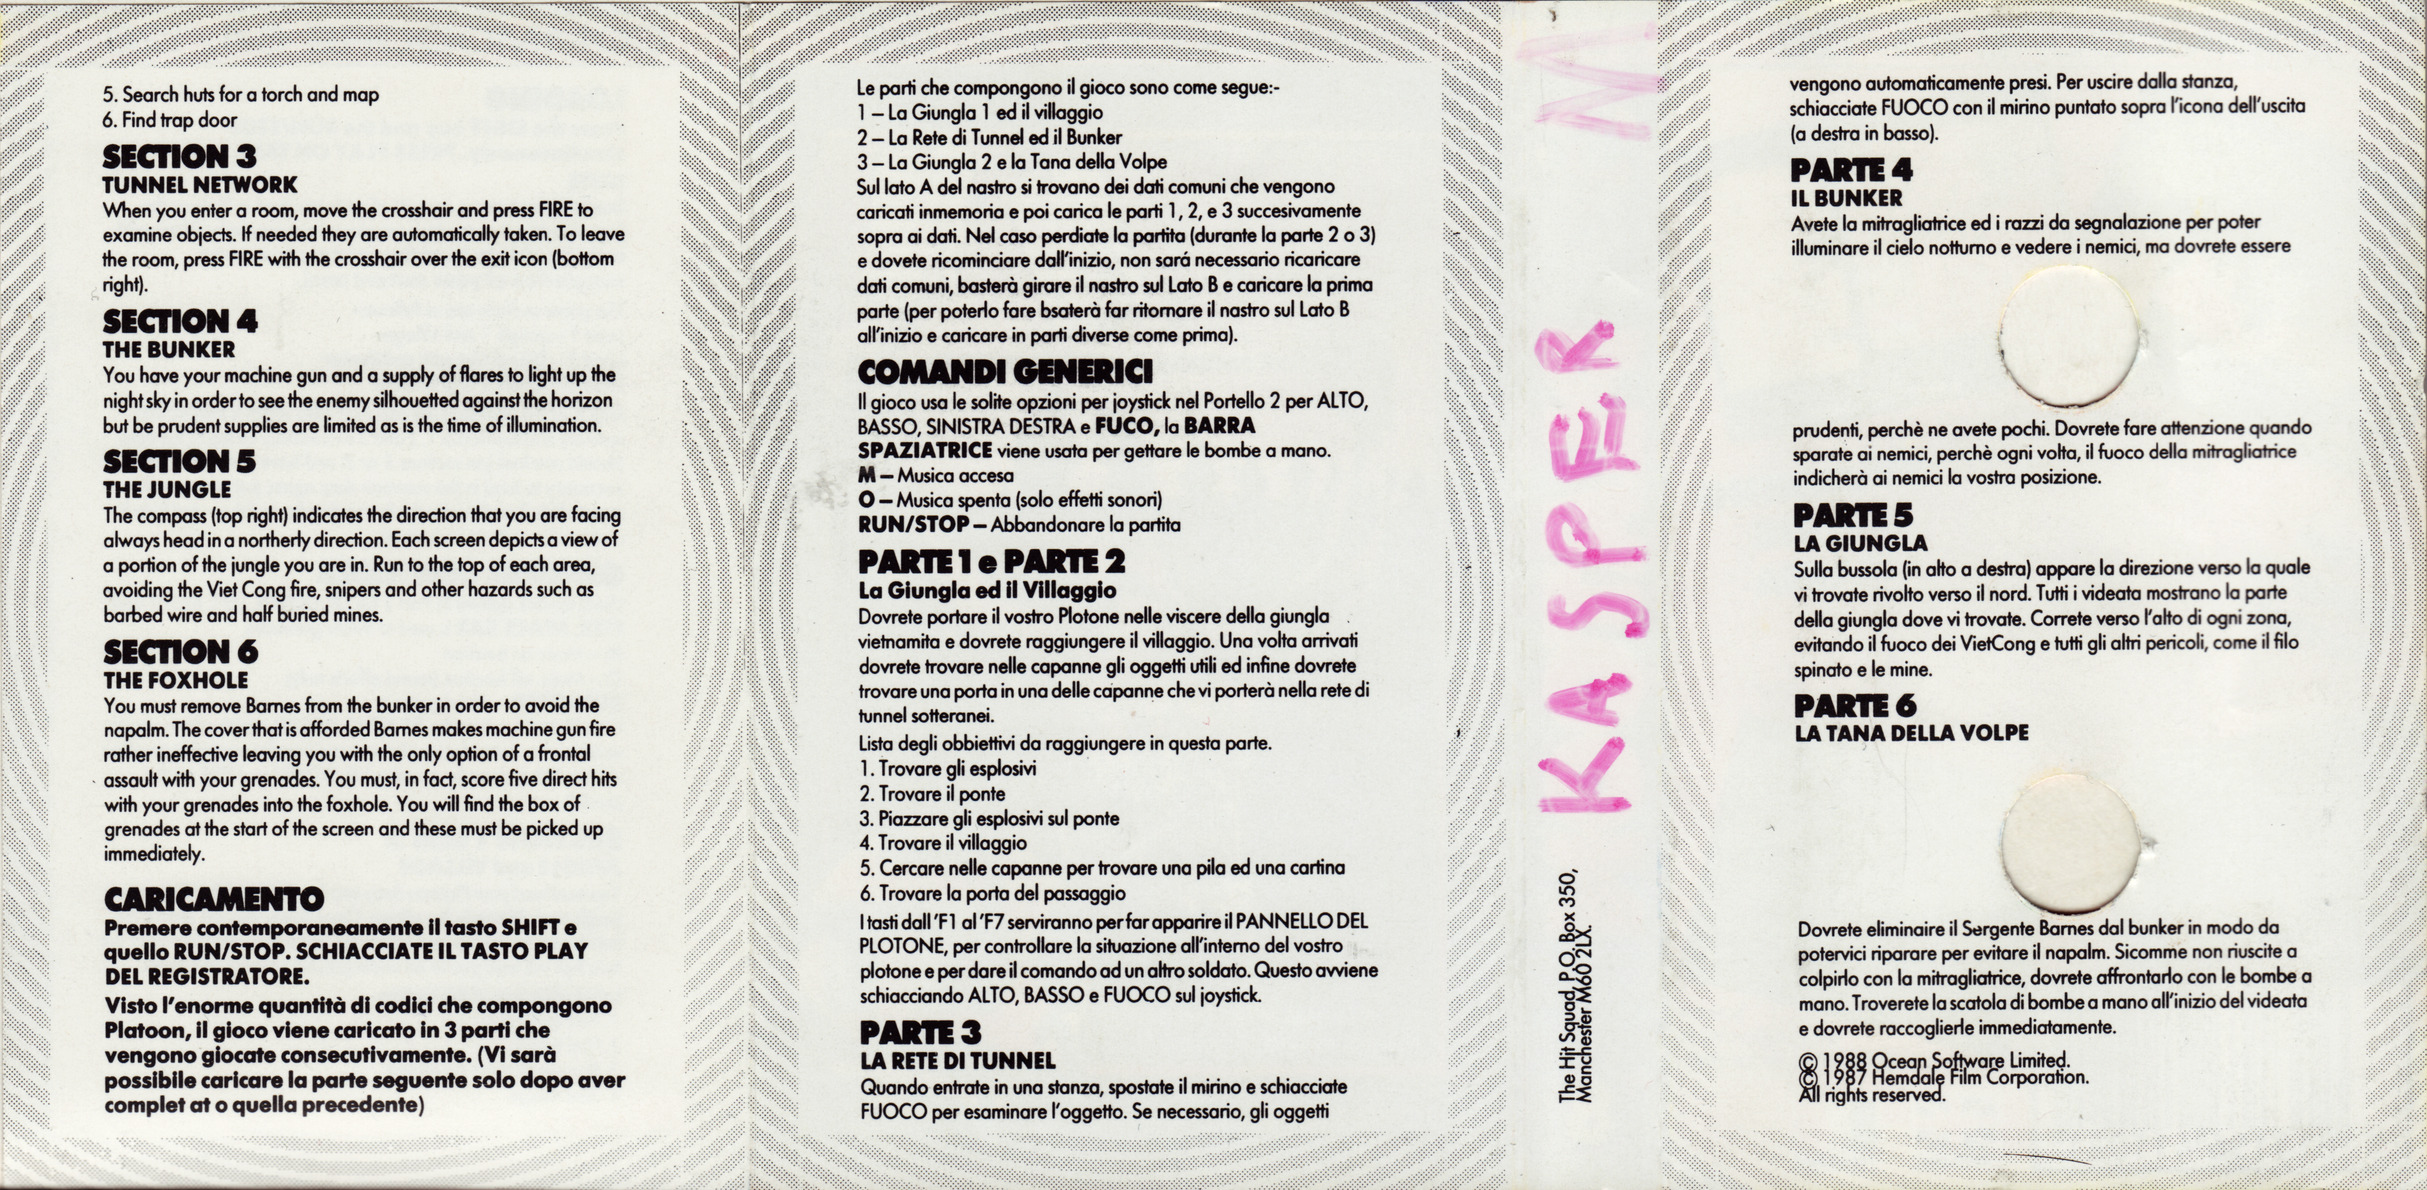 5. Search huts for a torch and map
6. Find trap door
SECTION 3
TUNNEL NETWORK
When you enter a room, move the crosshair and press FIRE to
examine objects. If needed they are automatically taken. To leave
the room, press FIRE with the crosshair over the exit icon (bottom
right).
SECTION 4
THE BUNKER
You have your machine gun and a supply of flares to light up the
night sky in order to see the enemy silhouetted against the horizon
but be prudent supplies are limited as is the time of illumination.
SECTION 5
THE JUNGLE
The compass (top right) indicates the direction that you are facing
always head in a northerly direction. Each screen depicts a view of
a portion of the jungle you are in. Run to the top of each area,
avoiding the Viet Cong fire, snipers and other hazards such as
barbed wire and half buried mines.
SECTION 6
THE FOXHOLE
You must remove Barnes from the bunker in order to avoid the
napalm. The cover that is afforded Barnes makes machine gun fire
rather ineffective leaving you with the only option of a frontal
assault with your grenades. You must, in fact, score five direct hits
with your grenades into the foxhole. You will find the box of
grenades at the start of the screen and these must be picked up
immediately.
CARICAMENTO
Premere contemporaneamente il tasto SHIFT e
quello RUN/STOP. SCHIACCIATE IL TASTO PLAY
DEL REGISTRATORE.
Visto l'enorme quantità di codici che compongono
Platoon, il gioco viene caricato in 3 parti che
vengono giocate consecutivamente. (Vi sarà
possibile caricare la parte seguente solo dopo aver
complet at o quella precedente)
Le parti che compongono il gioco sono come segue:-
1 – La Giungla 1 ed il villaggio
2 – La Rete di Tunnel ed il Bunker
3 – La Giungla 2 e la Tana della Volpe
Sul lato A del nastro si trovano dei dati comuni che vengono
caricati inmemoria e poi carica le parti 1, 2, e 3 succesivamente
sopra ai dati. Nel caso perdiate la partita (durante la parte 2 o 3)
e dovete ricominciare dall'inizio, non sará necessario ricaricare
dati comuni, basterà girare il nastro sul Lato B e caricare la prima
parte (per poterlo fare bsaterà far ritornare il nastro sul Lato B
all'inizio e caricare in parti diverse come prima).
COMANDI GENERICI
Il gioco usa le solite opzioni per joystick nel Portello 2 per ALTO,
BASSO, SINISTRA DESTRA e FUCO, la BARRA
SPAZIATRICE viene usata per gettare le bombe a mano.
M – Musica accesa
O – Musica spenta (solo effetti sonori)
RUN/STOP – Abbandonare la partita
PARTE 1 e PARTE 2
La Giungla ed il Villaggio
Dovrete portare il vostro Plotone nelle viscere della giungla
vietnamita e dovrete raggiungere il villaggio. Una volta arrivati
dovrete trovare nelle capanne gli oggetti utili ed infine dovrete
trovare una porta in una delle capanne che vi porterà nella rete di
tunnel sotteranei.
Lista degli obbiettivi da raggiungere in questa parte.
1. Trovare gli esplosivi
2. Trovare il ponte
3. Piazzare gli esplosivi sul ponte
4. Trovare il villaggio
5. Cercare nelle capanne per trovare una pila ed una cartina
6. Trovare la porta del passaggio
I tasti dall 'F1 al 'F7 serviranno per far apparire il PANNELLO DEL
PLOTONE, per controllare la situazione all'interno del vostro
plotone e per dare il comando ad un altro soldato. Questo avviene
schiacciando ALTO, BASSO e FUOCO sul joystick.
PARTE 3
LA RETE DI TUNNEL
Quando entrate in una stanza, spostate il mirino e schiacciate
FUOCO per esaminare l'oggetto. Se necessario, gli oggetti
KASPER M
The Hit Squad, P.O. Box 350,
Manchester M60 2LX.
vengono automaticamente presi. Per uscire dalla stanza,
schiacciate FUOCO con il mirino puntato sopra l'icona dell'uscita
(a destra in basso).
PARTE 4
IL BUNKER
Avete la mitragliatrice ed i razzi da segnalazione per poter
illuminare il cielo notturno e vedere i nemici, ma dovrete essere
prudenti, perchè ne avete pochi. Dovrete fare attenzione quando
sparate ai nemici, perchè ogni volta, il fuoco della mitragliatrice
indicherà ai nemici la vostra posizione.
PARTE 5
LA GIUNGLA
Sulla bussola (in alto a destra) appare la direzione verso la quale
vi trovate rivolto verso il nord. Tutti i videata mostrano la parte
della giungla dove vi trovate. Correte verso l'alto di ogni zona,
evitando il fuoco dei VietCong e tutti gli altri pericoli, come il filo
spinato e le mine.
PARTE 6
LA TANA DELLA VOLPE
Dovrete eliminaire il Sergente Barnes dal bunker in modo da
potervici riparare per evitare il napalm. Sicomme non riuscite a
colpirlo con la mitragliatrice, dovrete affrontarlo con le bombe a
mano. Troverete la scatola di bombe a mano all'inizio del videata
e dovrete raccoglierle immediatamente.
© 1988 Ocean Software Limited.
© 1987 Hemdale Film Corporation.
All rights reserved.